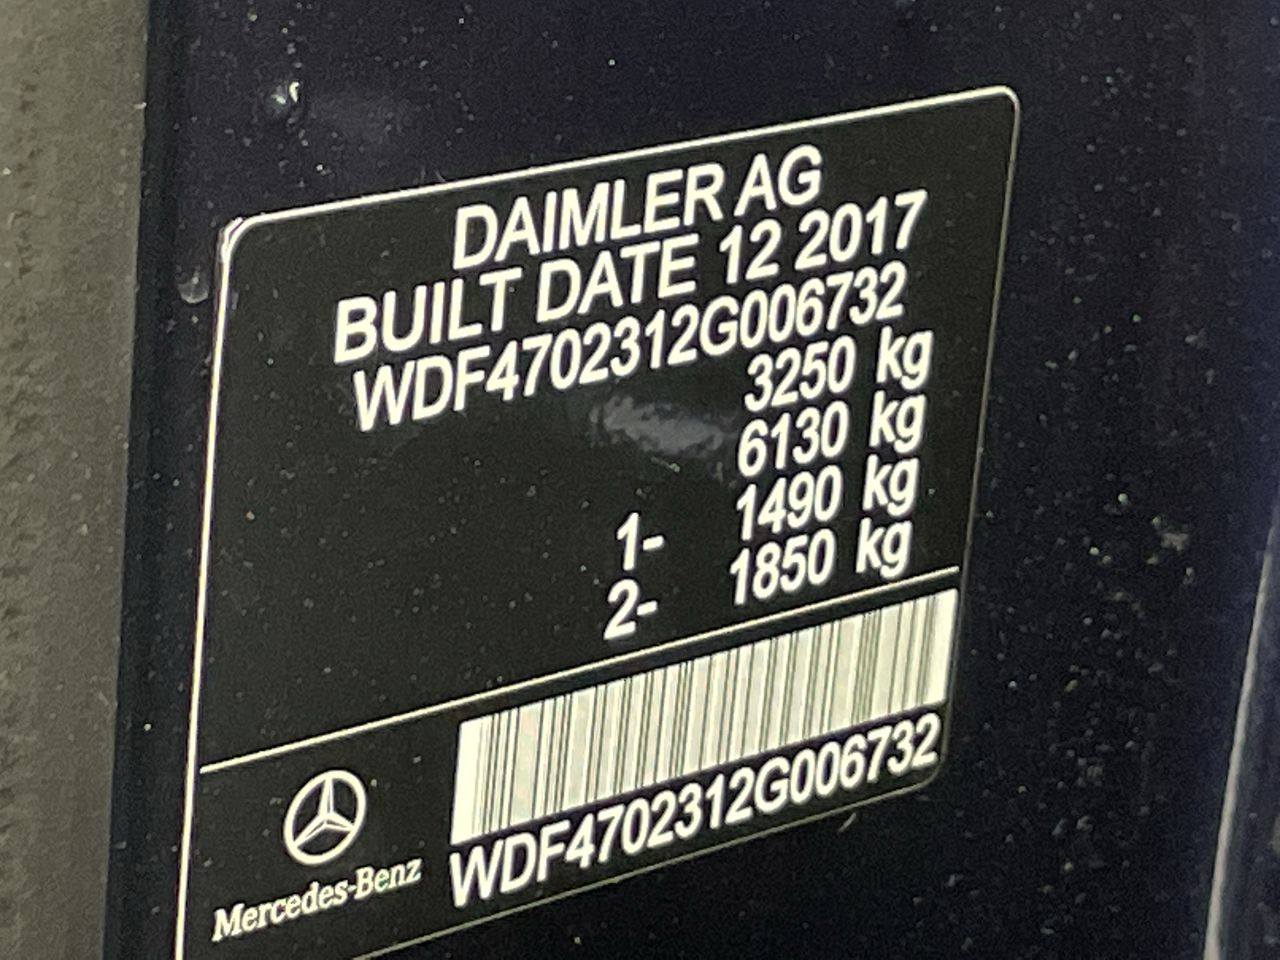 DAIMLER AG
BUILT DATE 12 2017
WDF4702312G006732
3250 kg
6130 kg
1- 1490 kg
2- 1850 kg
WDF4702312G006732
Mercedes-Benz